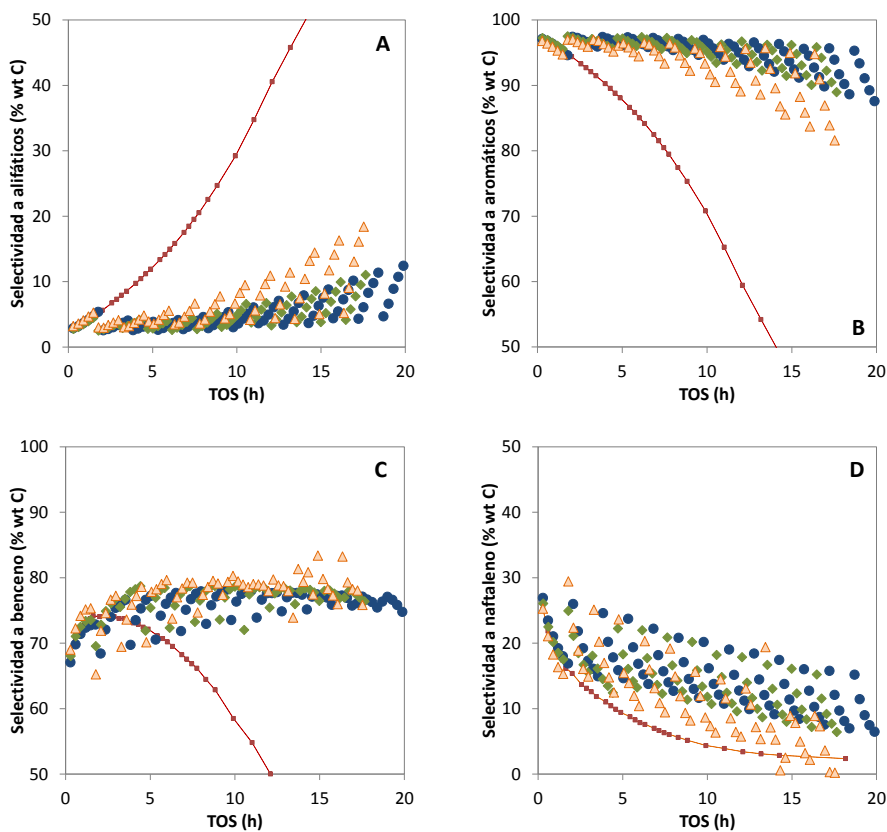 Selectividad a alifáticos (% wt C)
50
40
30
20
10
0
A
0 5 10 15 20
TOS (h)
Selectividad a aromáticos (% wt C)
100
90
80
70
60
50
B
0 5 10 15 20
TOS (h)
Selectividad a benceno (% wt C)
100
90
80
70
60
50
C
0 5 10 15 20
TOS (h)
Selectividad a naftaleno (% wt C)
50
40
30
20
10
0
D
0 5 10 15 20
TOS (h)